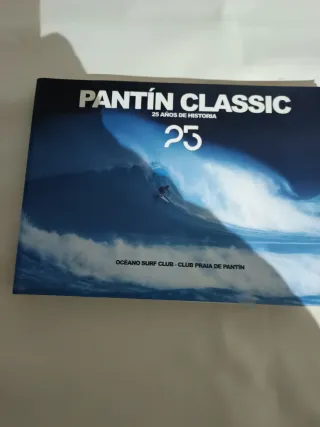 PANTÍN CLASSIC
25 AÑOS DE HISTORIA
25
OCÉANO SURF CLUB - CLUB PRAIA DE PANTÍN